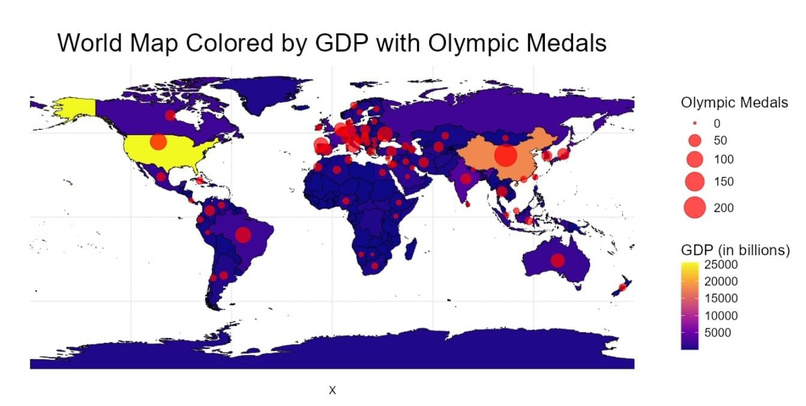 World Map Colored by GDP with Olympic Medals
Olympic Medals
0
50
100
150
200
GDP (in billions)
25000
20000
15000
10000
5000
X